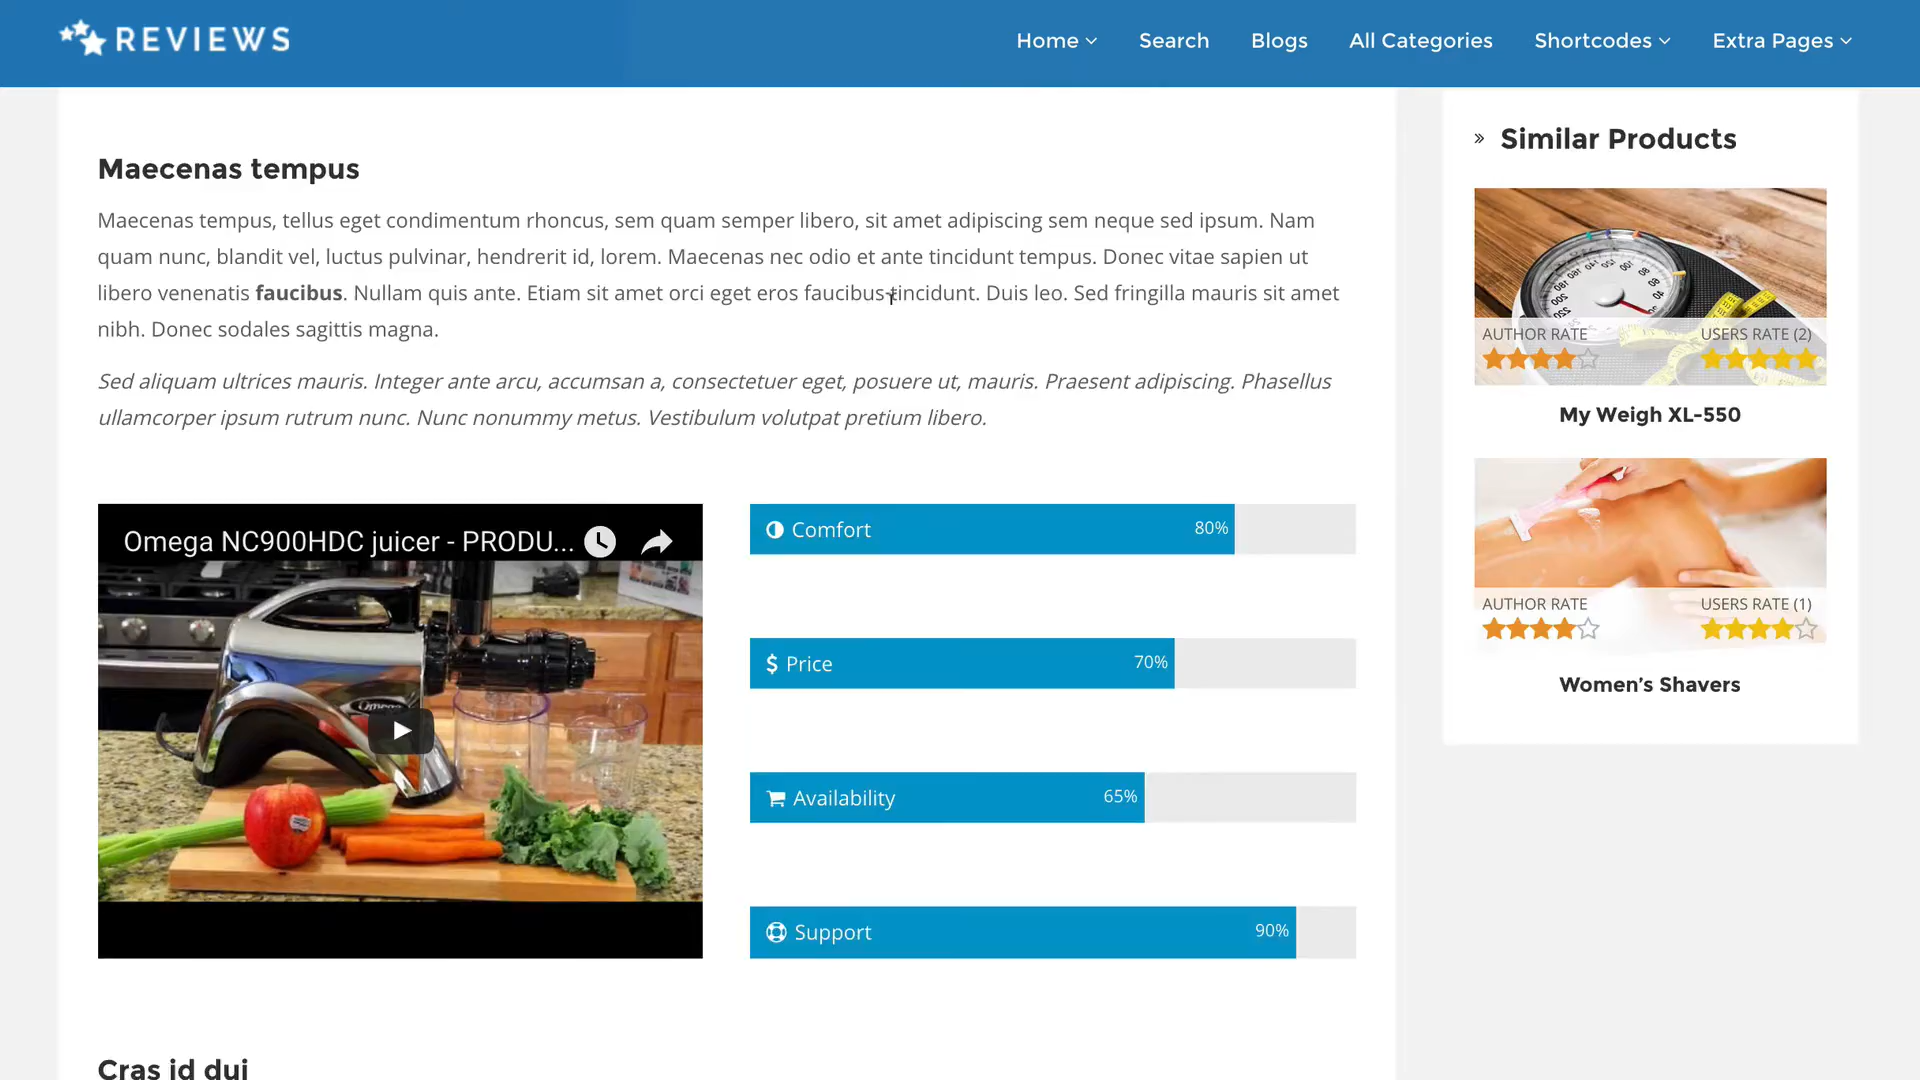 REVIEWS
Home
Search
Blogs
All Categories
Shortcodes
Extra Pages
Maecenas tempus
Maecenas tempus, tellus eget condimentum rhoncus, sem quam semper libero, sit amet adipiscing sem neque sed ipsum. Nam
quam nunc, blandit vel, luctus pulvinar, hendrerit id, lorem. Maecenas nec odio et ante tincidunt tempus. Donec vitae sapien ut
libero venenatis faucibus. Nullam quis ante. Etiam sit amet orci eget eros faucibus tincidunt. Duis leo. Sed fringilla mauris sit amet
nibh. Donec sodales sagittis magna.
Sed aliquam ultrices mauris. Integer ante arcu, accumsan a, consectetuer eget, posuere ut, mauris. Praesent adipiscing. Phasellus
ullamcorper ipsum rutrum nunc. Nunc nonummy metus. Vestibulum volutpat pretium libero.
Omega NC900HDC juicer - PRODU...
Omega
Comfort 80%
$ Price 70%
Availability 65%
Support 90%
Cras id dui
» Similar Products
AUTHOR RATE
USERS RATE (2)
My Weigh XL-550
AUTHOR RATE
USERS RATE (1)
Women’s Shavers